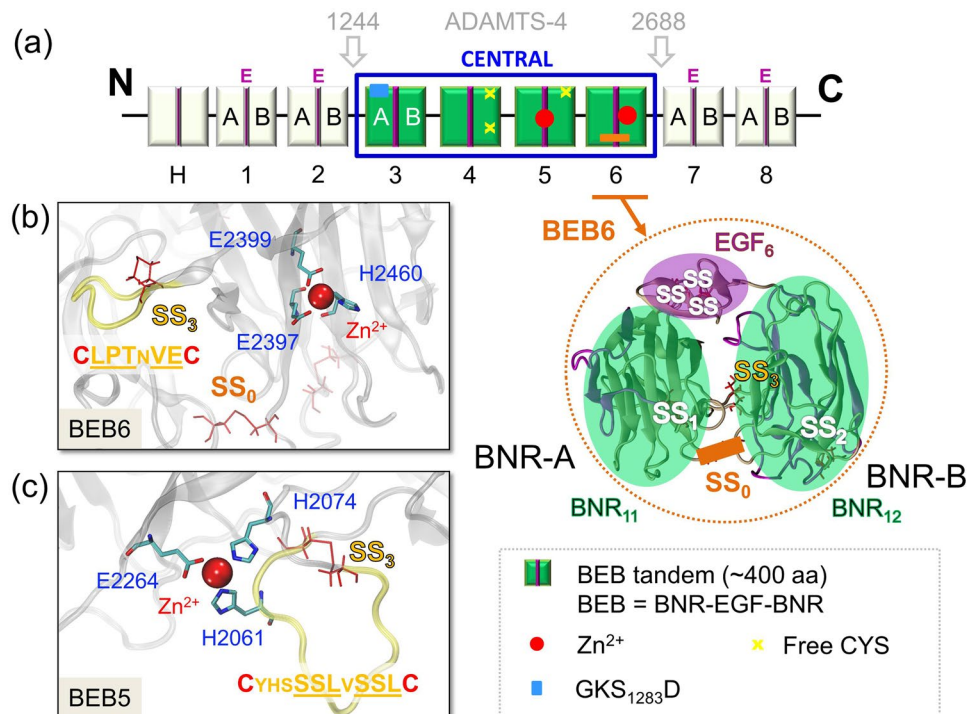 (a)
1244 ADAMTS-4 2688
CENTRAL
N E E E E C
A B A B A B A B A B
H 1 2 3 4 5 6 7 8
(b)
E2399
H2460
SS3
Zn2+
E2397
CLPTNVEC
SS0
BEB6
(c)
H2074
SS3
E2264
Zn2+
H2061
CYHSSSLVSSLC
BEB5
BEB6
EGF6
SS
SS SS
SS
SS3
SS1
SS2
BNR-A
SS0
BNR-B
BNR11
BNR12
BEB tandem (~400 aa)
BEB = BNR-EGF-BNR
Zn2+ Free CYS
GKS1283D